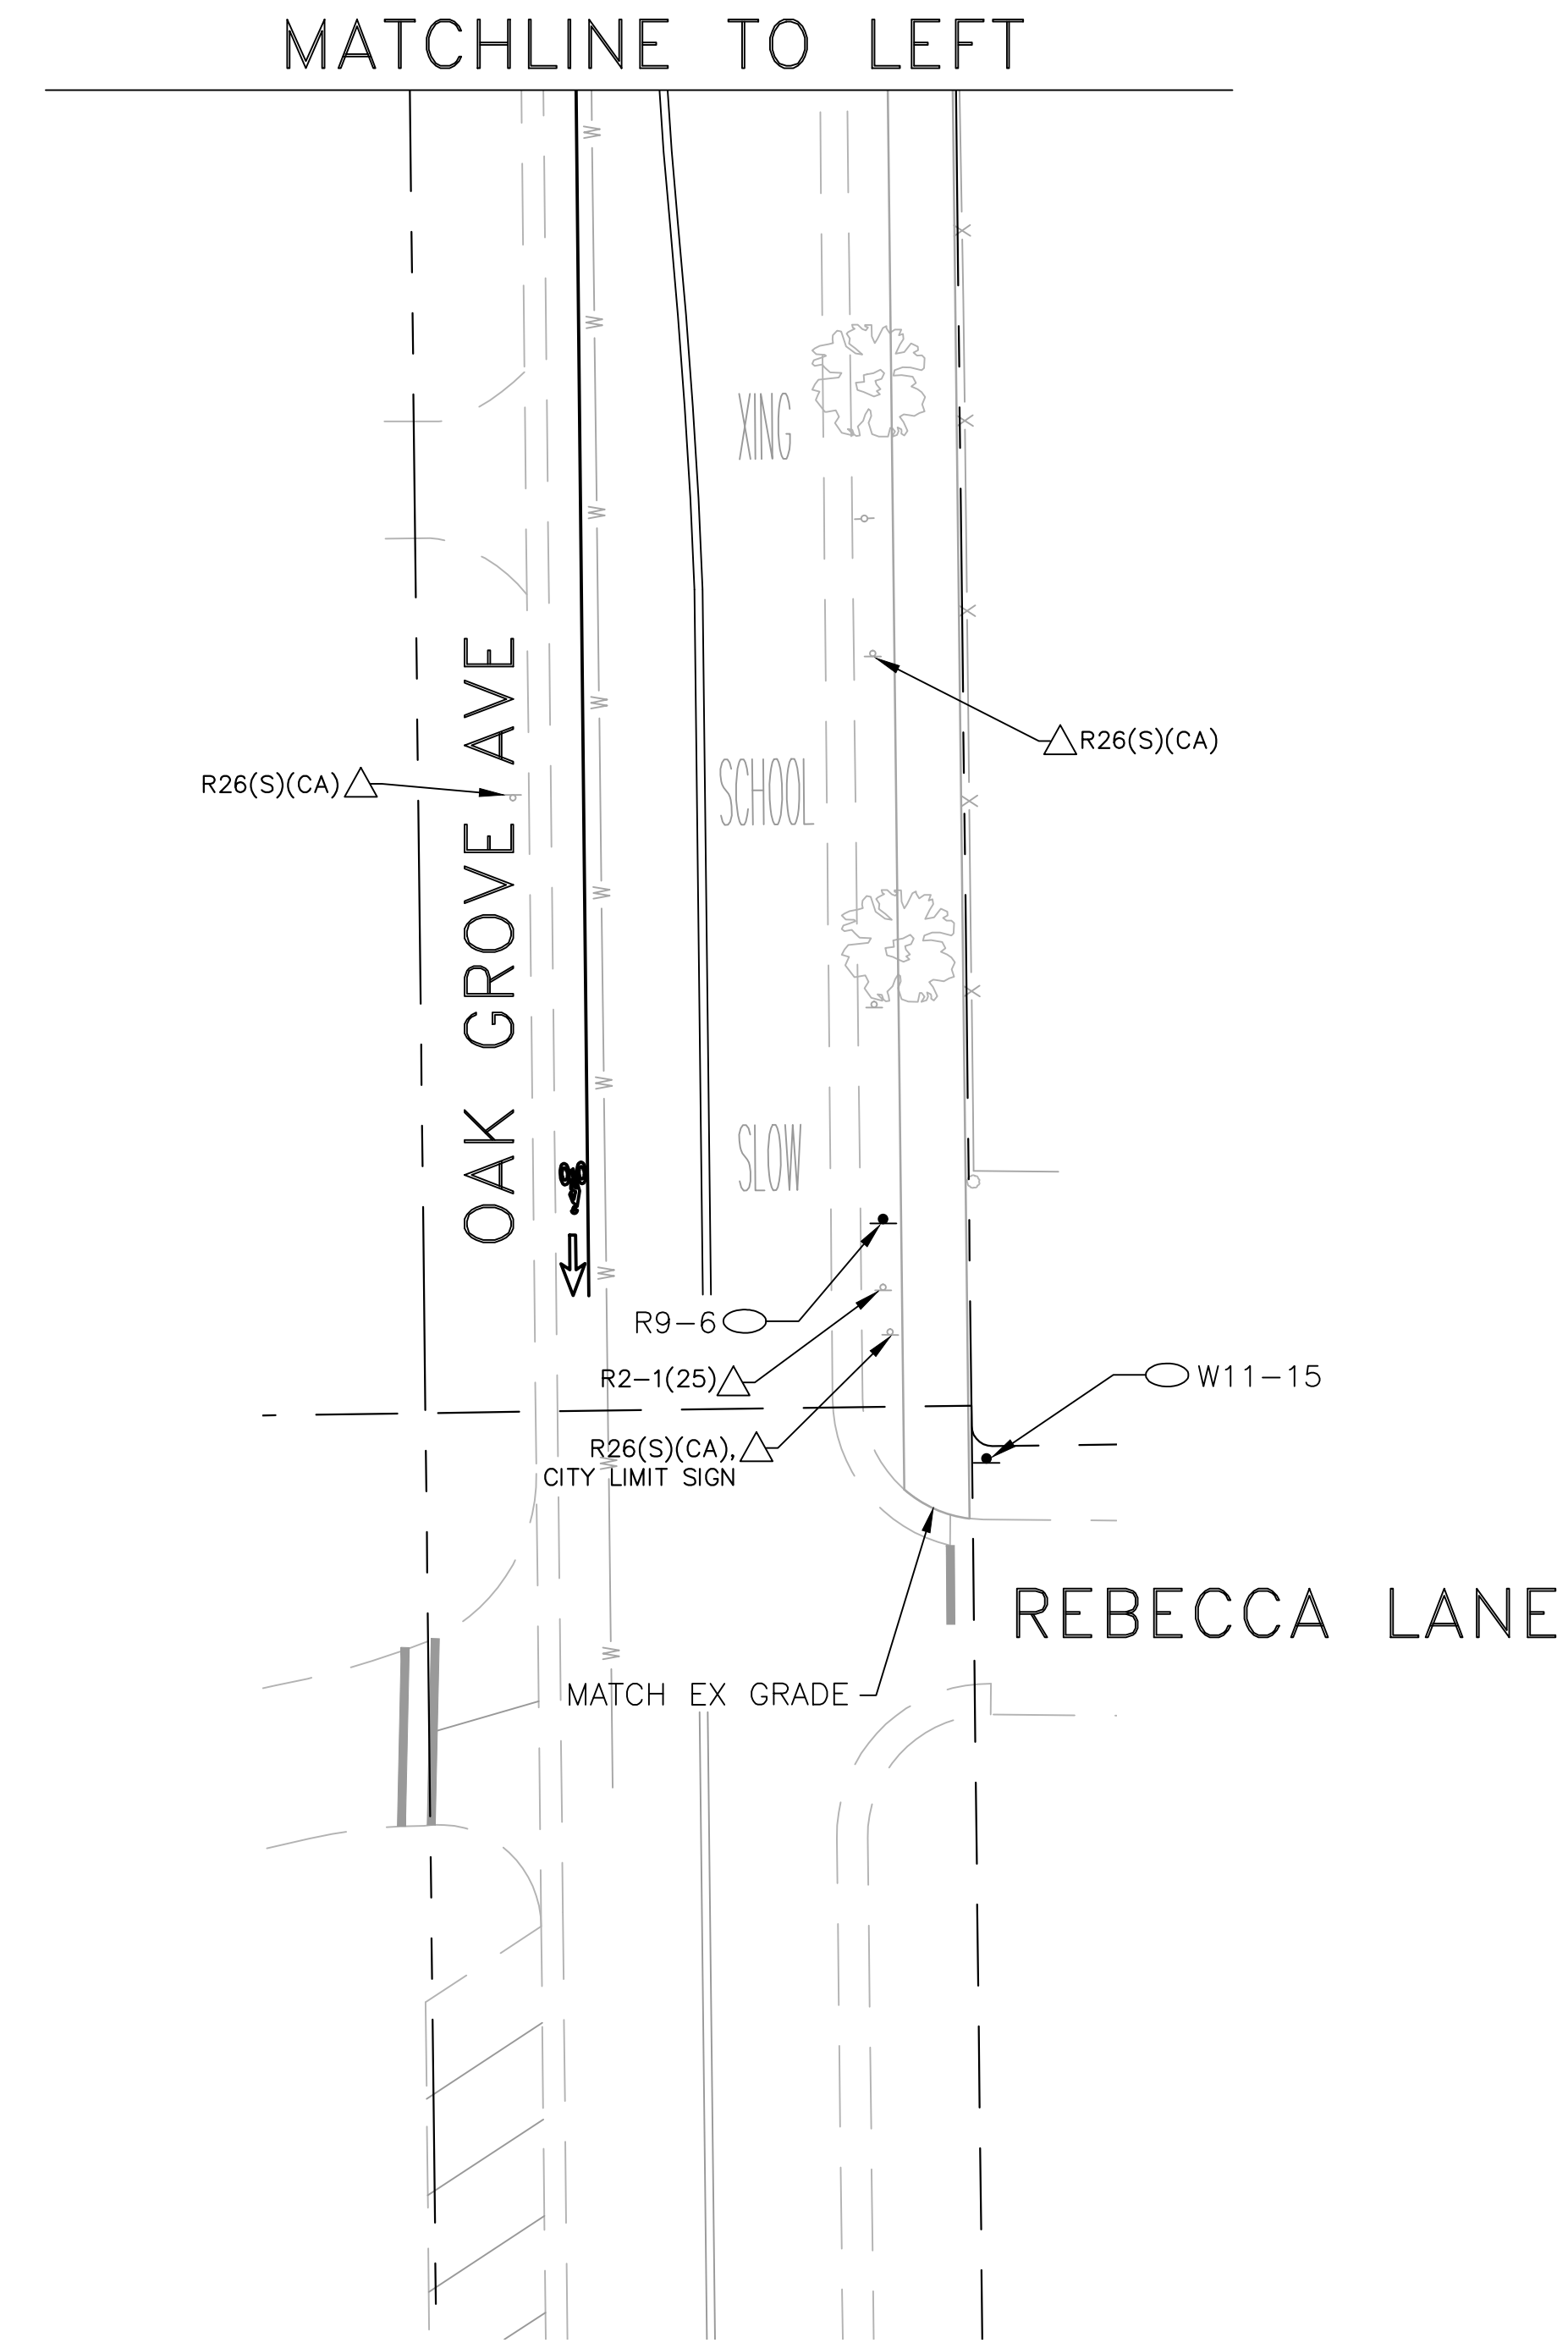 MATCHLINE TO LEFT
XING
R26(S)(CA)
R26(S)(CA)
OAK GROVE AVE
SCHOOL
SLOW
R9-6
R2-1(25)
W11-15
R26(S)(CA),
CITY LIMIT SIGN
REBECCA LANE
MATCH EX GRADE
W
W
W
W
W
W
W
W
W
X
X
X
X
X